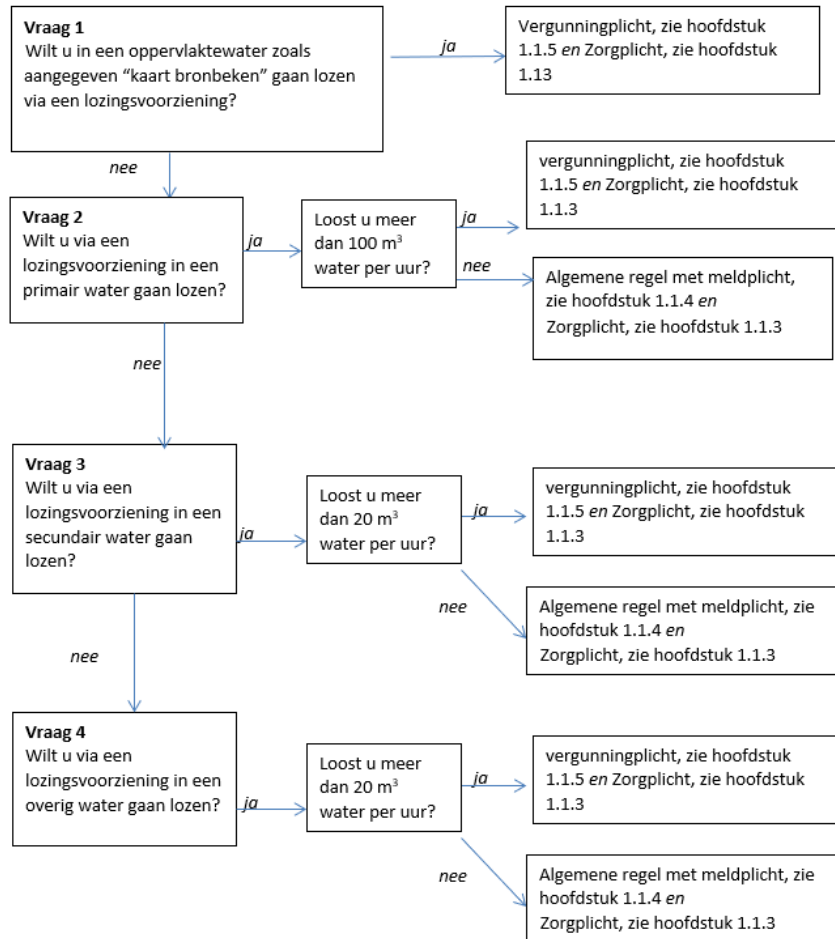 Vraag 1
Wilt u in een oppervlaktewater zoals
aangegeven “kaart bronbeken” gaan lozen
via een lozingsvoorziening?
ja
Vergunningplicht, zie hoofdstuk
1.1.5 en Zorgplicht, zie hoofdstuk
1.13
nee
Vraag 2
Wilt u via een
lozingsvoorziening in een
primair water gaan lozen?
ja
Loost u meer
dan 100 m³
water per uur?
ja
vergunningplicht, zie hoofdstuk
1.1.5 en Zorgplicht, zie hoofdstuk
1.1.3
nee
Algemene regel met meldplicht,
zie hoofdstuk 1.1.4 en
Zorgplicht, zie hoofdstuk 1.1.3
nee
Vraag 3
Wilt u via een
lozingsvoorziening in een
secundair water gaan
lozen?
ja
Loost u meer
dan 20 m³
water per uur?
ja
vergunningplicht, zie hoofdstuk
1.1.5 en Zorgplicht, zie hoofdstuk
1.1.3
nee
Algemene regel met meldplicht, zie
hoofdstuk 1.1.4 en
Zorgplicht, zie hoofdstuk 1.1.3
nee
Vraag 4
Wilt u via een
lozingsvoorziening in een
overig water gaan lozen?
ja
Loost u meer
dan 20 m³
water per uur?
ja
vergunningplicht, zie hoofdstuk
1.1.5 en Zorgplicht, zie hoofdstuk
1.1.3
nee
Algemene regel met meldplicht, zie
hoofdstuk 1.1.4 en
Zorgplicht, zie hoofdstuk 1.1.3